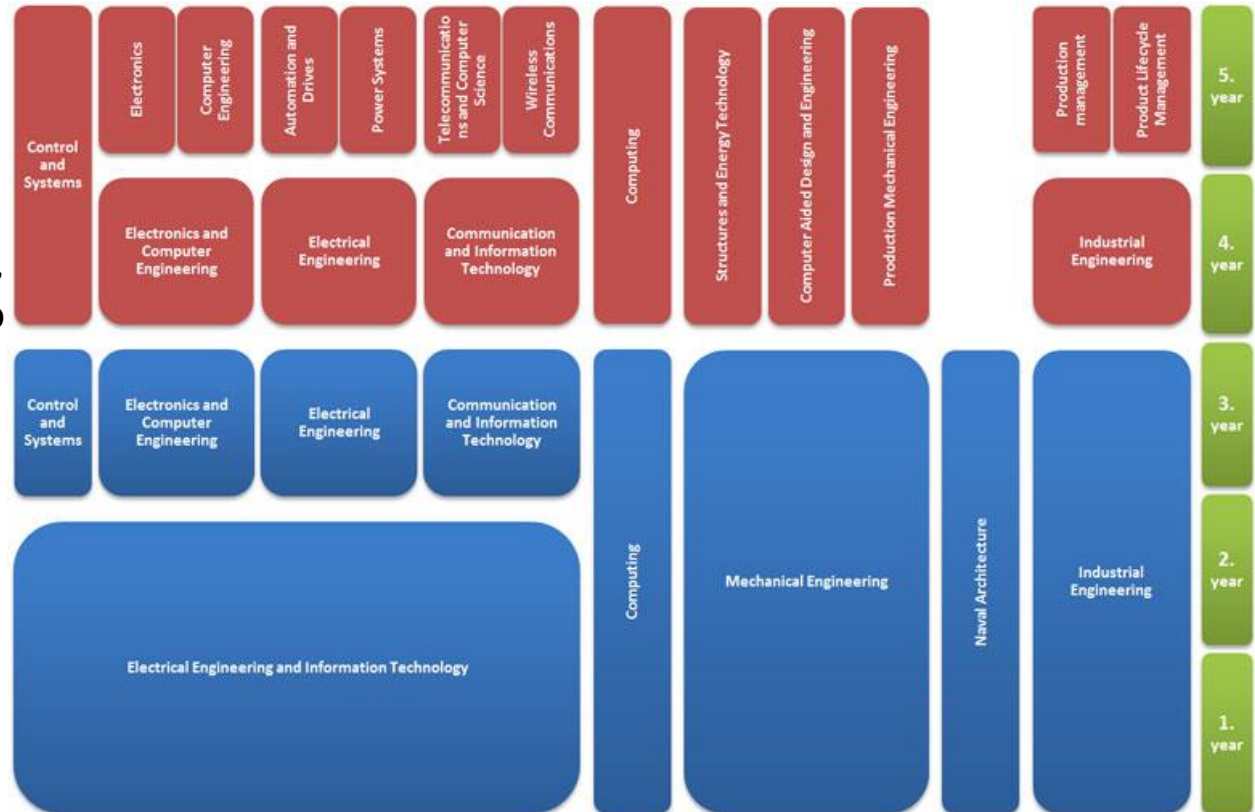 Control
and
Systems
Electronics
Computer
Engineering
Automation and
Drives
Power Systems
Telecommunicatio
ns and Computer
Science
Wireless
Communications
Computing
Structures and Energy Technology
Computer Aided Design and Engineering
Production Mechanical Engineering
Production
management
Product Lifecycle
Management
5.
year
Electronics and
Computer
Engineering
Electrical
Engineering
Communication
and Information
Technology
Industrial
Engineering
4.
year
Control
and
Systems
Electronics and
Computer
Engineering
Electrical
Engineering
Communication
and Information
Technology
Computing
Mechanical Engineering
Naval Architecture
Industrial
Engineering
3.
year
2.
year
Electrical Engineering and Information Technology
1.
year